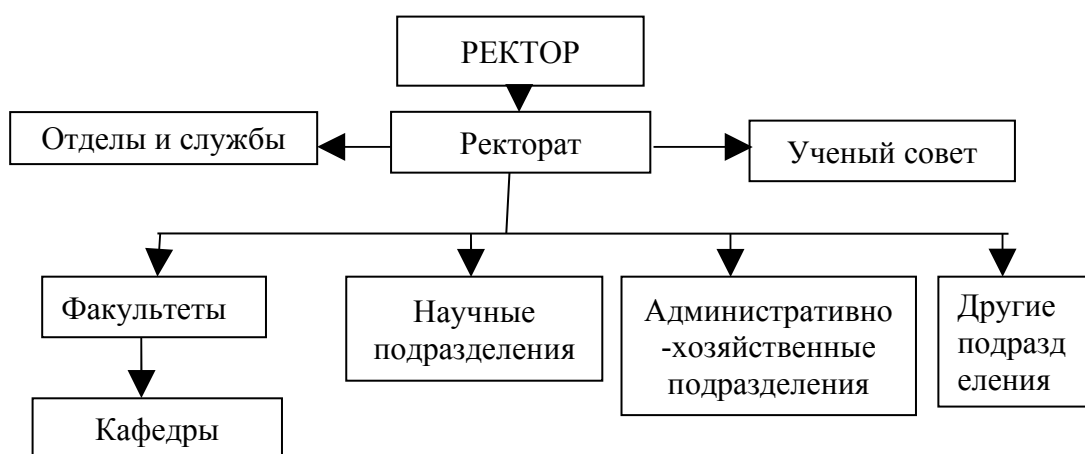 РЕКТОР
Отделы и службы
Ректорат
Ученый совет
Факультеты
Научные
подразделения
Административно
-хозяйственные
подразделения
Другие
подразд
еления
Кафедры